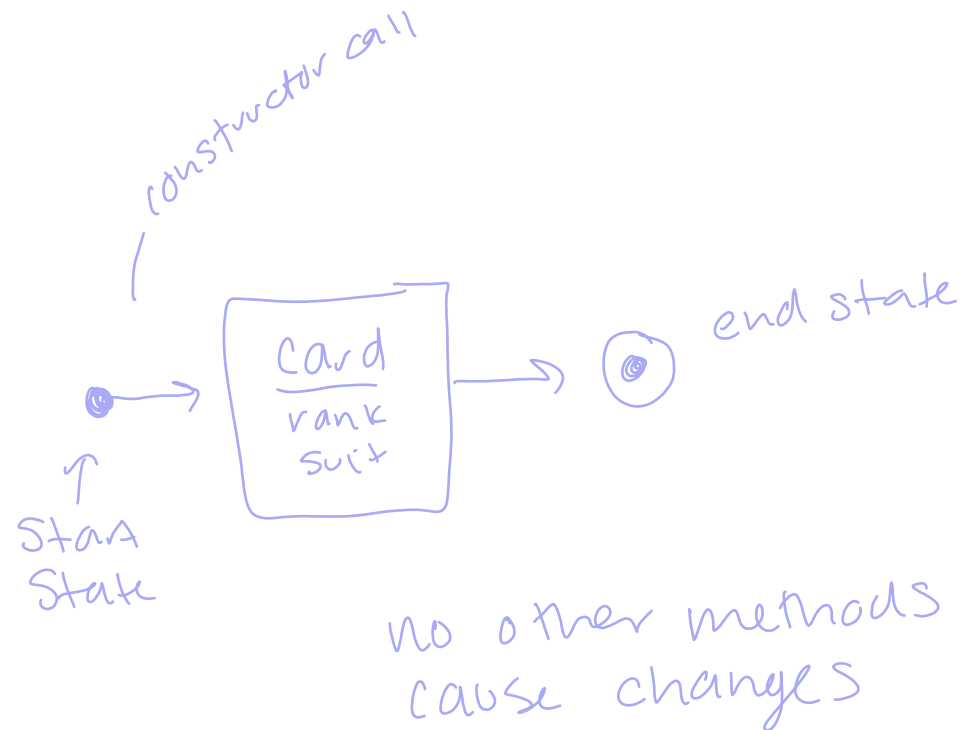 constructor call
end state
Card
rank
suit
Start
State
no other methods
cause changes